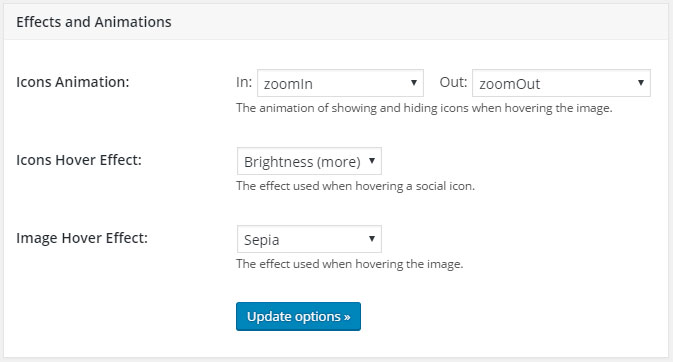 Effects and Animations
Icons Animation: In: zoomIn Out: zoomOut
The animation of showing and hiding icons when hovering the image.
Icons Hover Effect: Brightness (more)
The effect used when hovering a social icon.
Image Hover Effect: Sepia
The effect used when hovering the image.
Update options »